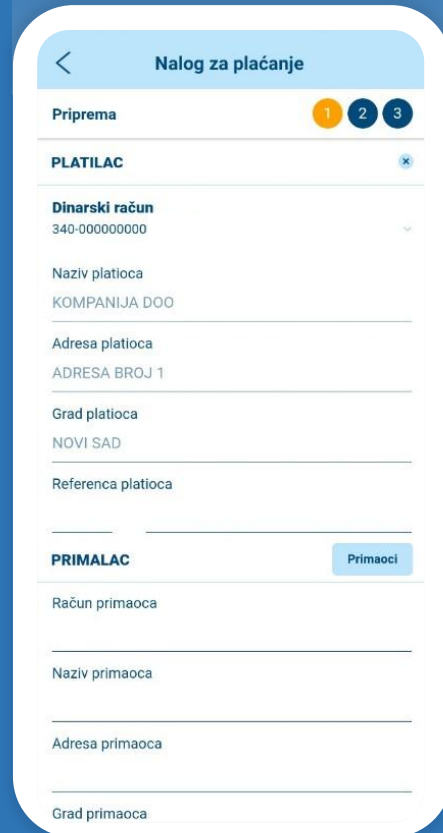 Nalog za plaćanje
Priprema 1 2 3
PLATILAC
Dinarski račun
340-000000000
Naziv platioca
KOMPANIJA DOO
Adresa platioca
ADRESA BROJ 1
Grad platioca
NOVI SAD
Referenca platioca
PRIMALAC Primaoci
Račun primaoca
Naziv primaoca
Adresa primaoca
Grad primaoca